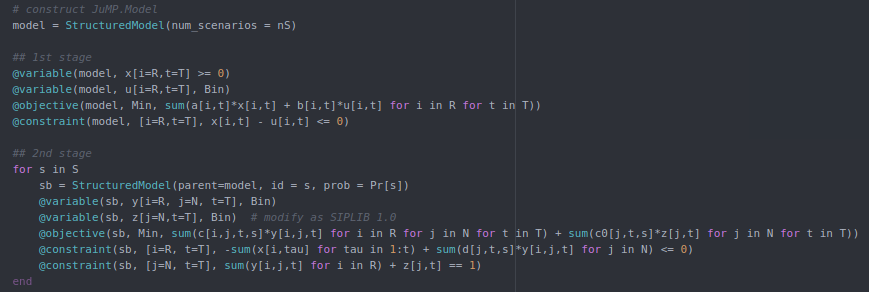 # construct JuMP.Model
model = StructuredModel(num_scenarios = nS)
## 1st stage
@variable(model, x[i=R,t=T] >= 0)
@variable(model, u[i=R,t=T], Bin)
@objective(model, Min, sum(a[i,t]*x[i,t] + b[i,t]*u[i,t] for i in R for t in T))
@constraint(model, [i=R,t=T], x[i,t] - u[i,t] <= 0)
## 2nd stage
for s in S
    sb = StructuredModel(parent=model, id = s, prob = Pr[s])
    @variable(sb, y[i=R, j=N, t=T], Bin)
    @variable(sb, z[j=N,t=T], Bin)  # modify as SIPLIB 1.0
    @objective(sb, Min, sum(c[i,j,t,s]*y[i,j,t] for i in R for j in N for t in T) + sum(c0[j,t,s]*z[j,t] for j in N for t in T))
    @constraint(sb, [i=R, t=T], -sum(x[i,tau] for tau in 1:t) + sum(d[j,t,s]*y[i,j,t] for j in N) <= 0)
    @constraint(sb, [j=N, t=T], sum(y[i,j,t] for i in R) + z[j,t] == 1)
end